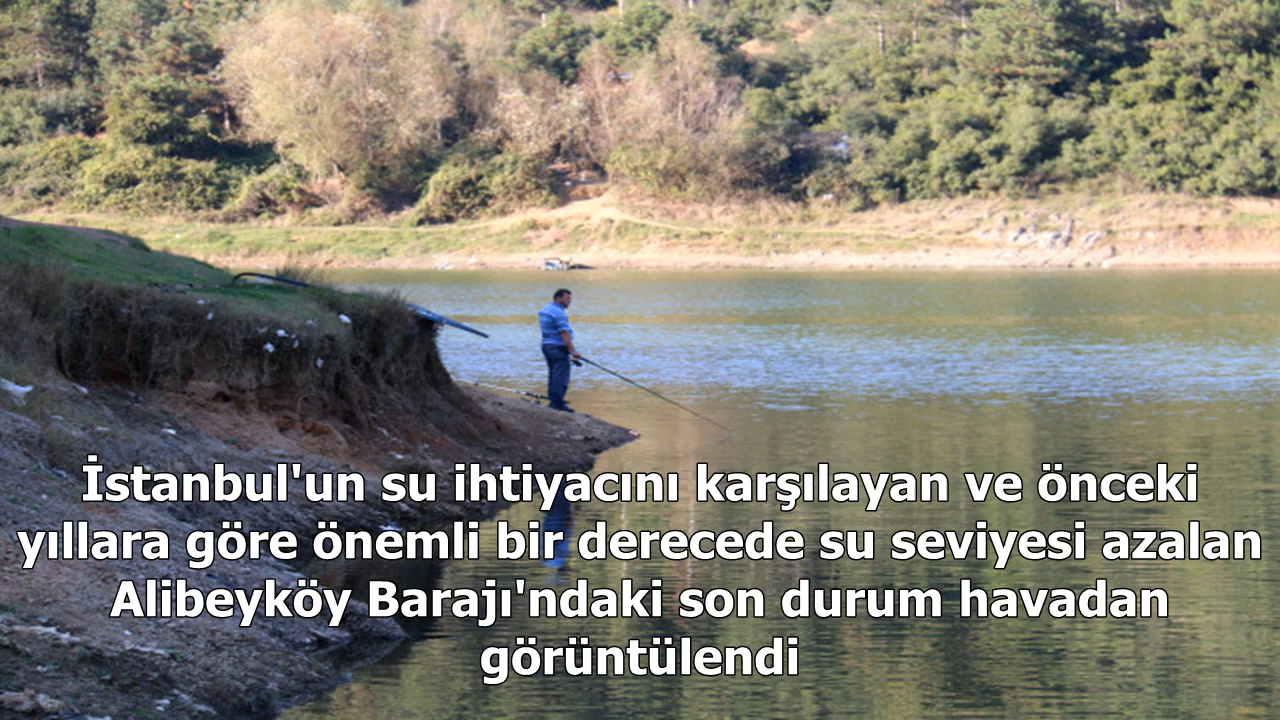 İstanbul'un su ihtiyacını karşılayan ve önceki
yıllara göre önemli bir derecede su seviyesi azalan
Alibeyköy Barajı'ndaki son durum havadan
görüntülendi